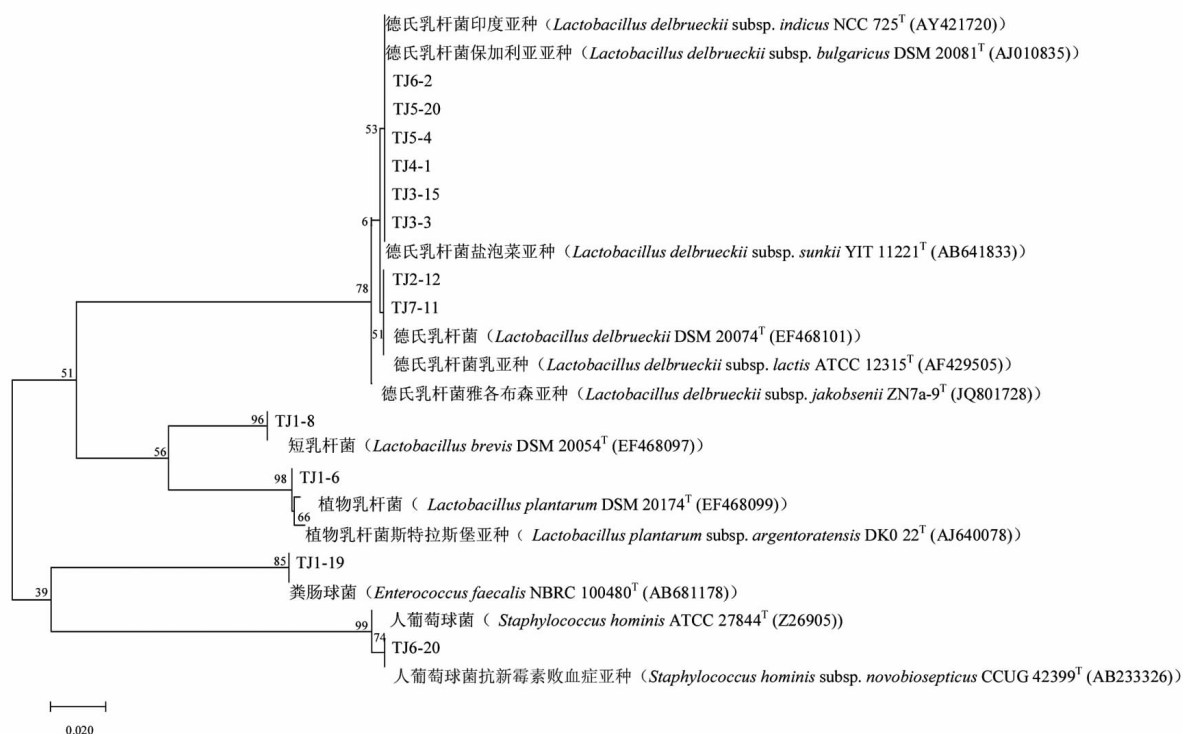 德氏乳杆菌印度亚种（Lactobacillus delbrueckii subsp. indicus NCC 725T (AY421720)）
德氏乳杆菌保加利亚亚种（Lactobacillus delbrueckii subsp. bulgaricus DSM 20081T (AJ010835)）
TJ6-2
TJ5-20
53
TJ5-4
TJ4-1
TJ3-15
6
TJ3-3
德氏乳杆菌盐泡菜亚种（Lactobacillus delbrueckii subsp. sunkii YIT 11221T (AB641833)）
TJ2-12
78
TJ7-11
51
德氏乳杆菌（Lactobacillus delbrueckii DSM 20074T (EF468101)）
德氏乳杆菌乳亚种（Lactobacillus delbrueckii subsp. lactis ATCC 12315T (AF429505)）
51
德氏乳杆菌雅各布森亚种（Lactobacillus delbrueckii subsp. jakobsenii ZN7a-9T (JQ801728)）
96
TJ1-8
短乳杆菌（Lactobacillus brevis DSM 20054T (EF468097)）
56
98
TJ1-6
植物乳杆菌（ Lactobacillus plantarum DSM 20174T (EF468099)）
66
植物乳杆菌斯特拉斯堡亚种（ Lactobacillus plantarum subsp. argentoratensis DK0 22T (AJ640078)）
85
TJ1-19
39
粪肠球菌（Enterococcus faecalis NBRC 100480T (AB681178)）
99
人葡萄球菌（ Staphylococcus hominis ATCC 27844T (Z26905)）
74
TJ6-20
人葡萄球菌抗新霉素败血症亚种（Staphylococcus hominis subsp. novobiosepticus CCUG 42399T (AB233326)）
0.020